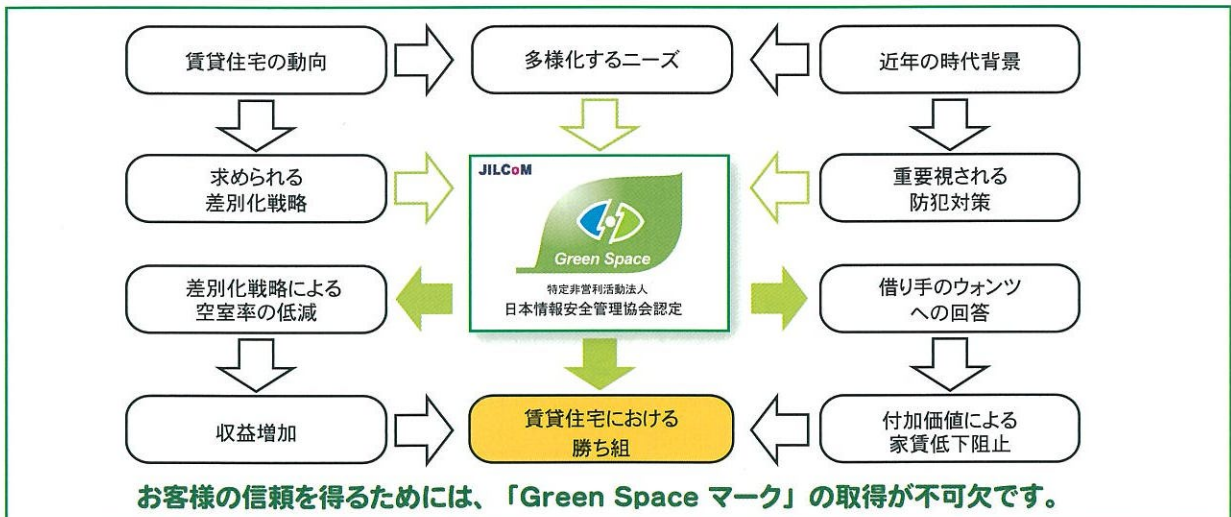 賃貸住宅の動向
多様化するニーズ
近年の時代背景
求められる
差別化戦略
JILCoM
Green Space
特定非営利活動法人
日本情報安全管理協会認定
重要視される
防犯対策
差別化戦略による
空室率の低減
借り手のウォンツ
への回答
収益増加
賃貸住宅における
勝ち組
付加価値による
家賃低下阻止
お客様の信頼を得るためには、「Green Space マーク」の取得が不可欠です。